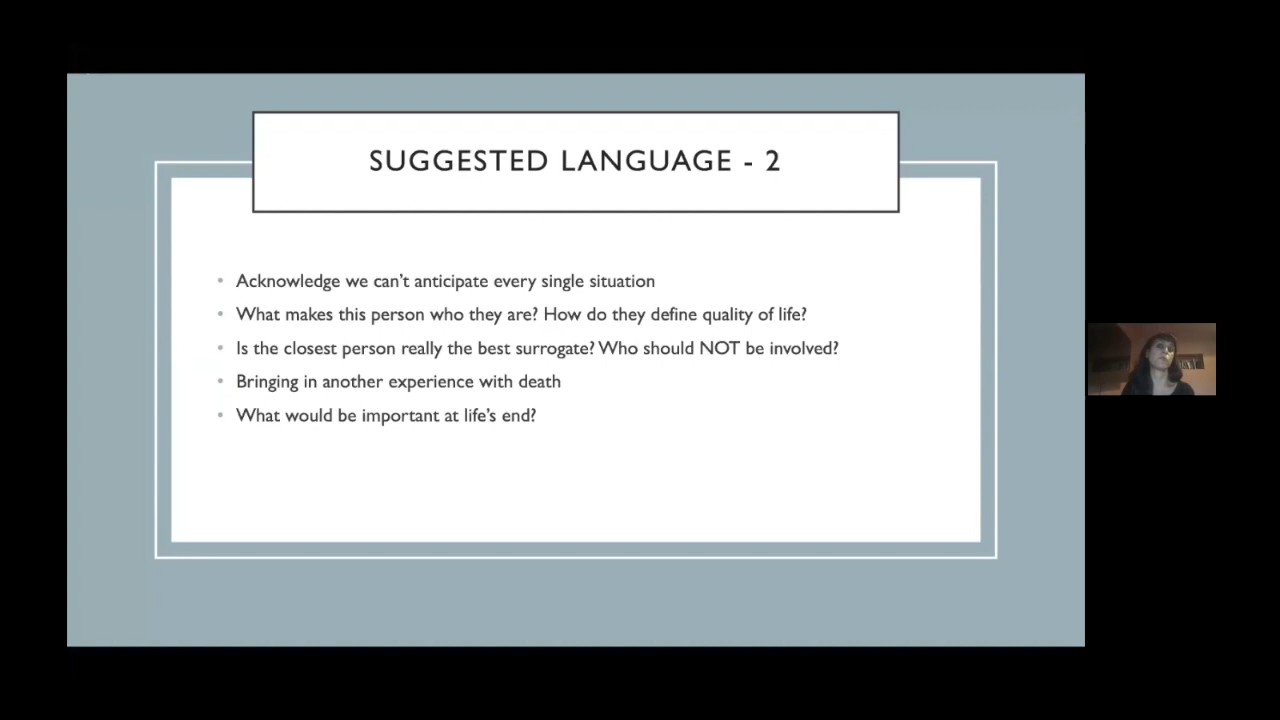 SUGGESTED LANGUAGE - 2
• Acknowledge we can't anticipate every single situation
• What makes this person who they are? How do they define quality of life?
• Is the closest person really the best surrogate? Who should NOT be involved?
• Bringing in another experience with death
• What would be important at life's end?